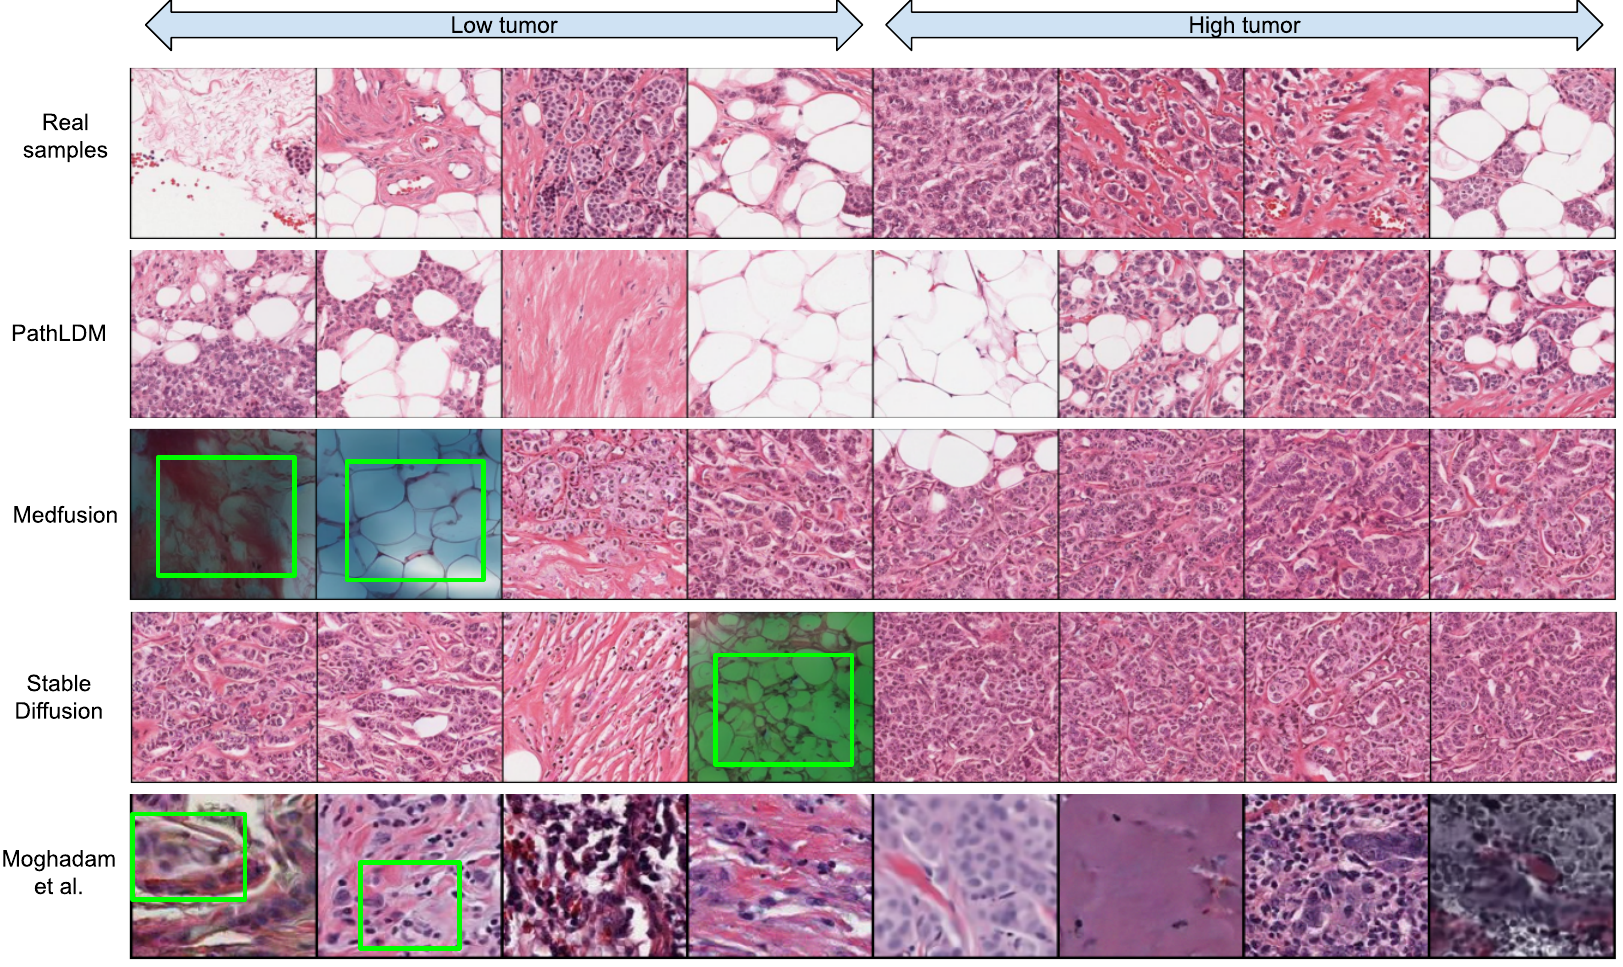 Low tumor
High tumor
Real
samples
PathLDM
Medfusion
Stable
Diffusion
Moghadam
et al.